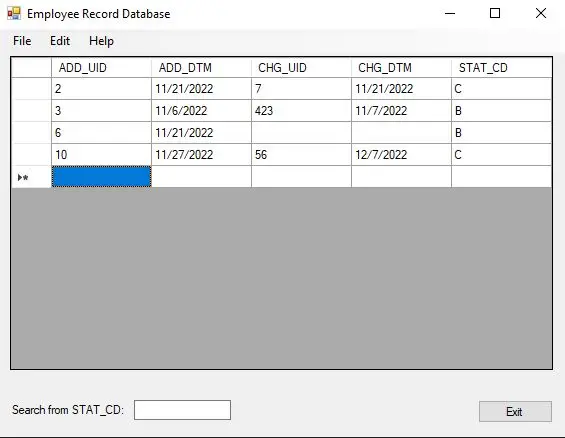 Employee Record Database
File Edit Help
ADD_UID ADD_DTM CHG_UID CHG_DTM STAT_CD
2 11/21/2022 7 11/21/2022 C
3 11/6/2022 423 11/7/2022 B
6 11/21/2022 B
10 11/27/2022 56 12/7/2022 C
Search from STAT_CD: Exit